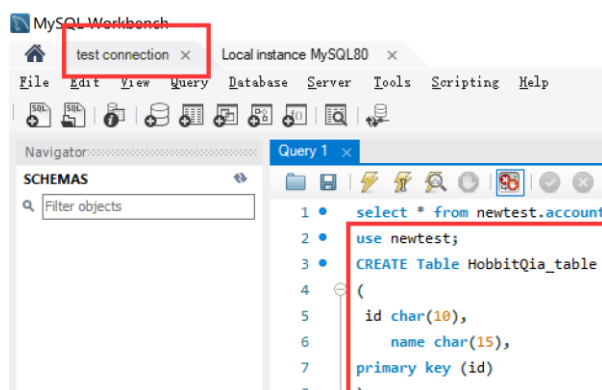 MySQL Workbench
test connection
Local instance MySQL80
File Edit View Query Database Server Tools Scripting Help
SQL SQL
Navigator
Query 1
SCHEMAS
Filter objects
1 select * from newtest.account
2 use newtest;
3 CREATE Table HobbitQia_table
4 (
5 id char(10),
6 name char(15),
7 primary key (id)